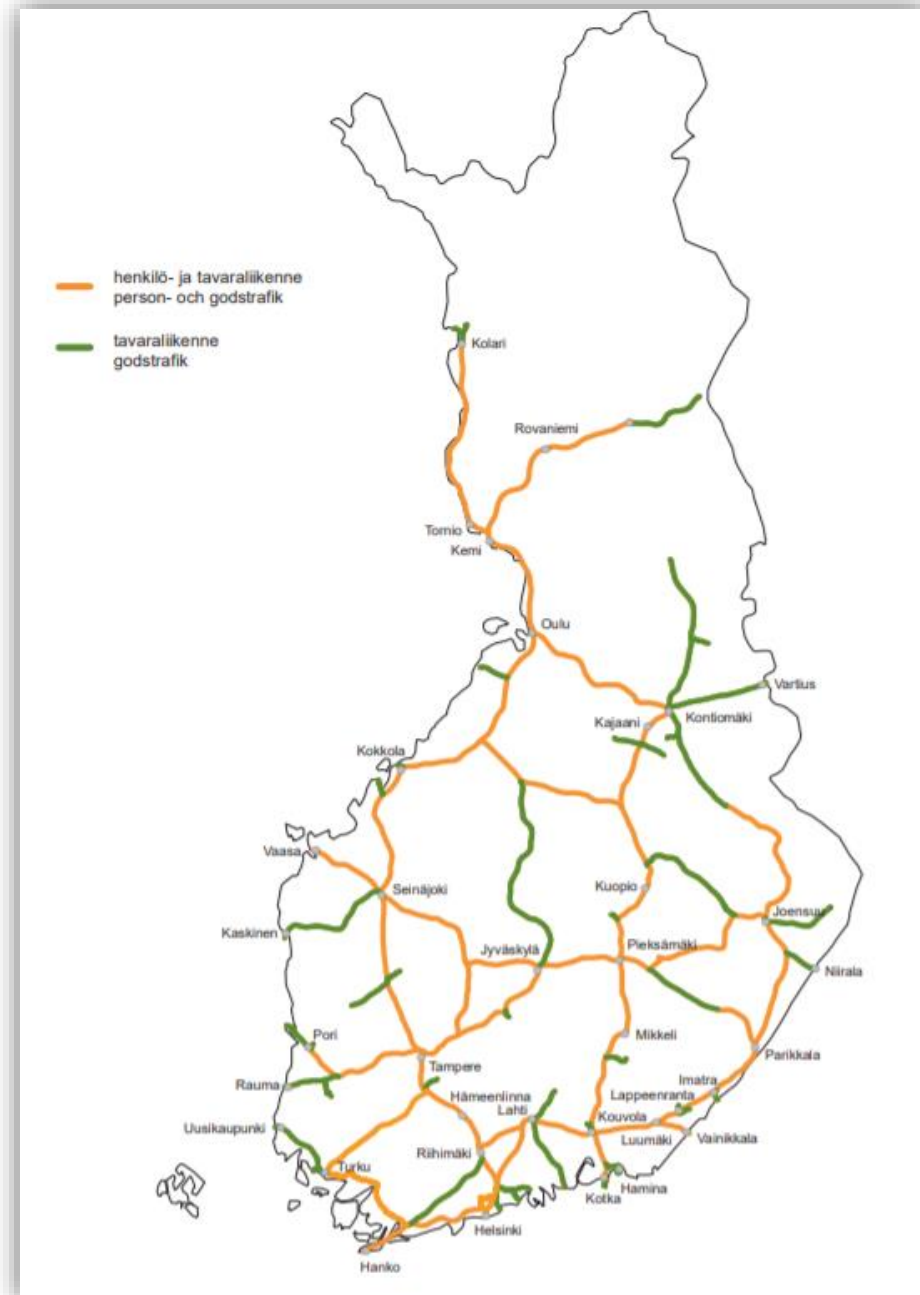 henkilö- ja tavaraliikenne
person- och godstrafik
tavaraliikenne
godstrafik
Kolari
Rovaniemi
Tornio
Kemi
Oulu
Vartius
Kontiomäki
Kajaani
Kokkola
Vaasa
Seinäjoki
Kuopio
Joensuu
Kaskinen
Jyväskylä
Pieksämäki
Niirala
Pori
Mikkeli
Parikkala
Tampere
Rauma
Imatra
Hämeenlinna
Lappeenranta
Lahti
Kouvola
Uusikaupunki
Luumäki
Vainikkala
Riihimäki
Turku
Hamina
Kotka
Helsinki
Hanko